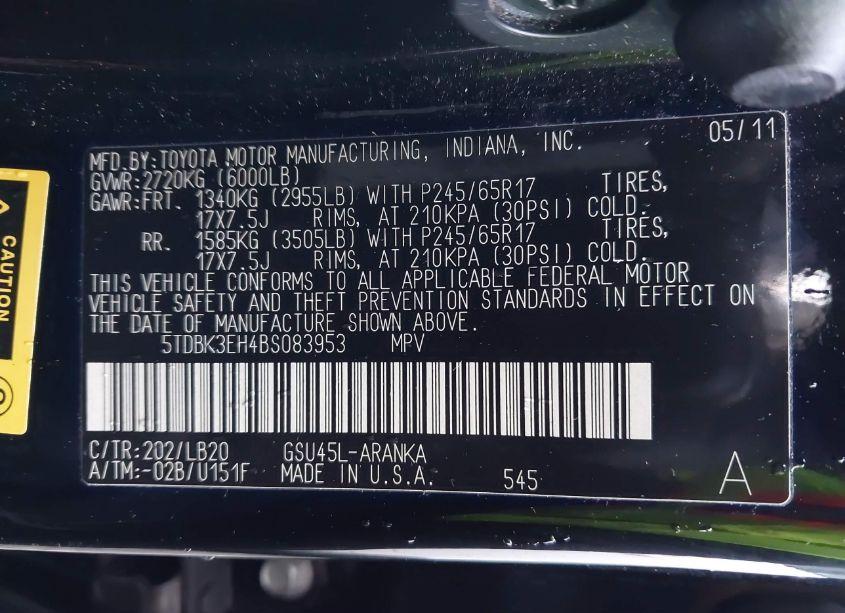 05/11
MFD.BY:TOYOTA MOTOR MANUFACTURING, INDIANA, INC.
GVWR:2720KG (6000LB)
GAWR:FRT. 1340KG (2955LB) WITH P245/65R17 TIRES,
17X7.5J RIMS, AT 210KPA (30PSI) COLD.
RR. 1585KG (3505LB) WITH P245/65R17 TIRES,
17X7.5J RIMS, AT 210KPA (30PSI) COLD.
THIS VEHICLE CONFORMS TO ALL APPLICABLE FEDERAL MOTOR
VEHICLE SAFETY AND THEFT PREVENTION STANDARDS IN EFFECT ON
THE DATE OF MANUFACTURE SHOWN ABOVE.
5TDBK3EH4BS083953 MPV
C/TR:202/LB20 GSU45L-ARANKA
A/TM:-02B/U151F MADE IN U.S.A. 545 A
CAUTION